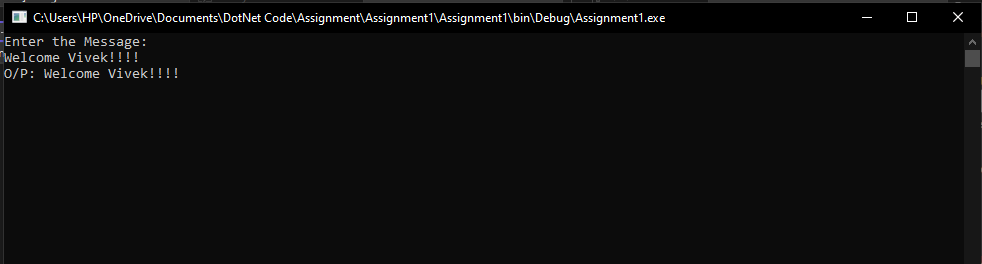 C:\Users\HP\OneDrive\Documents\DotNet Code\Assignment\Assignment1\Assignment1\bin\Debug\Assignment1.exe
Enter the Message:
Welcome Vivek!!!!
O/P: Welcome Vivek!!!!